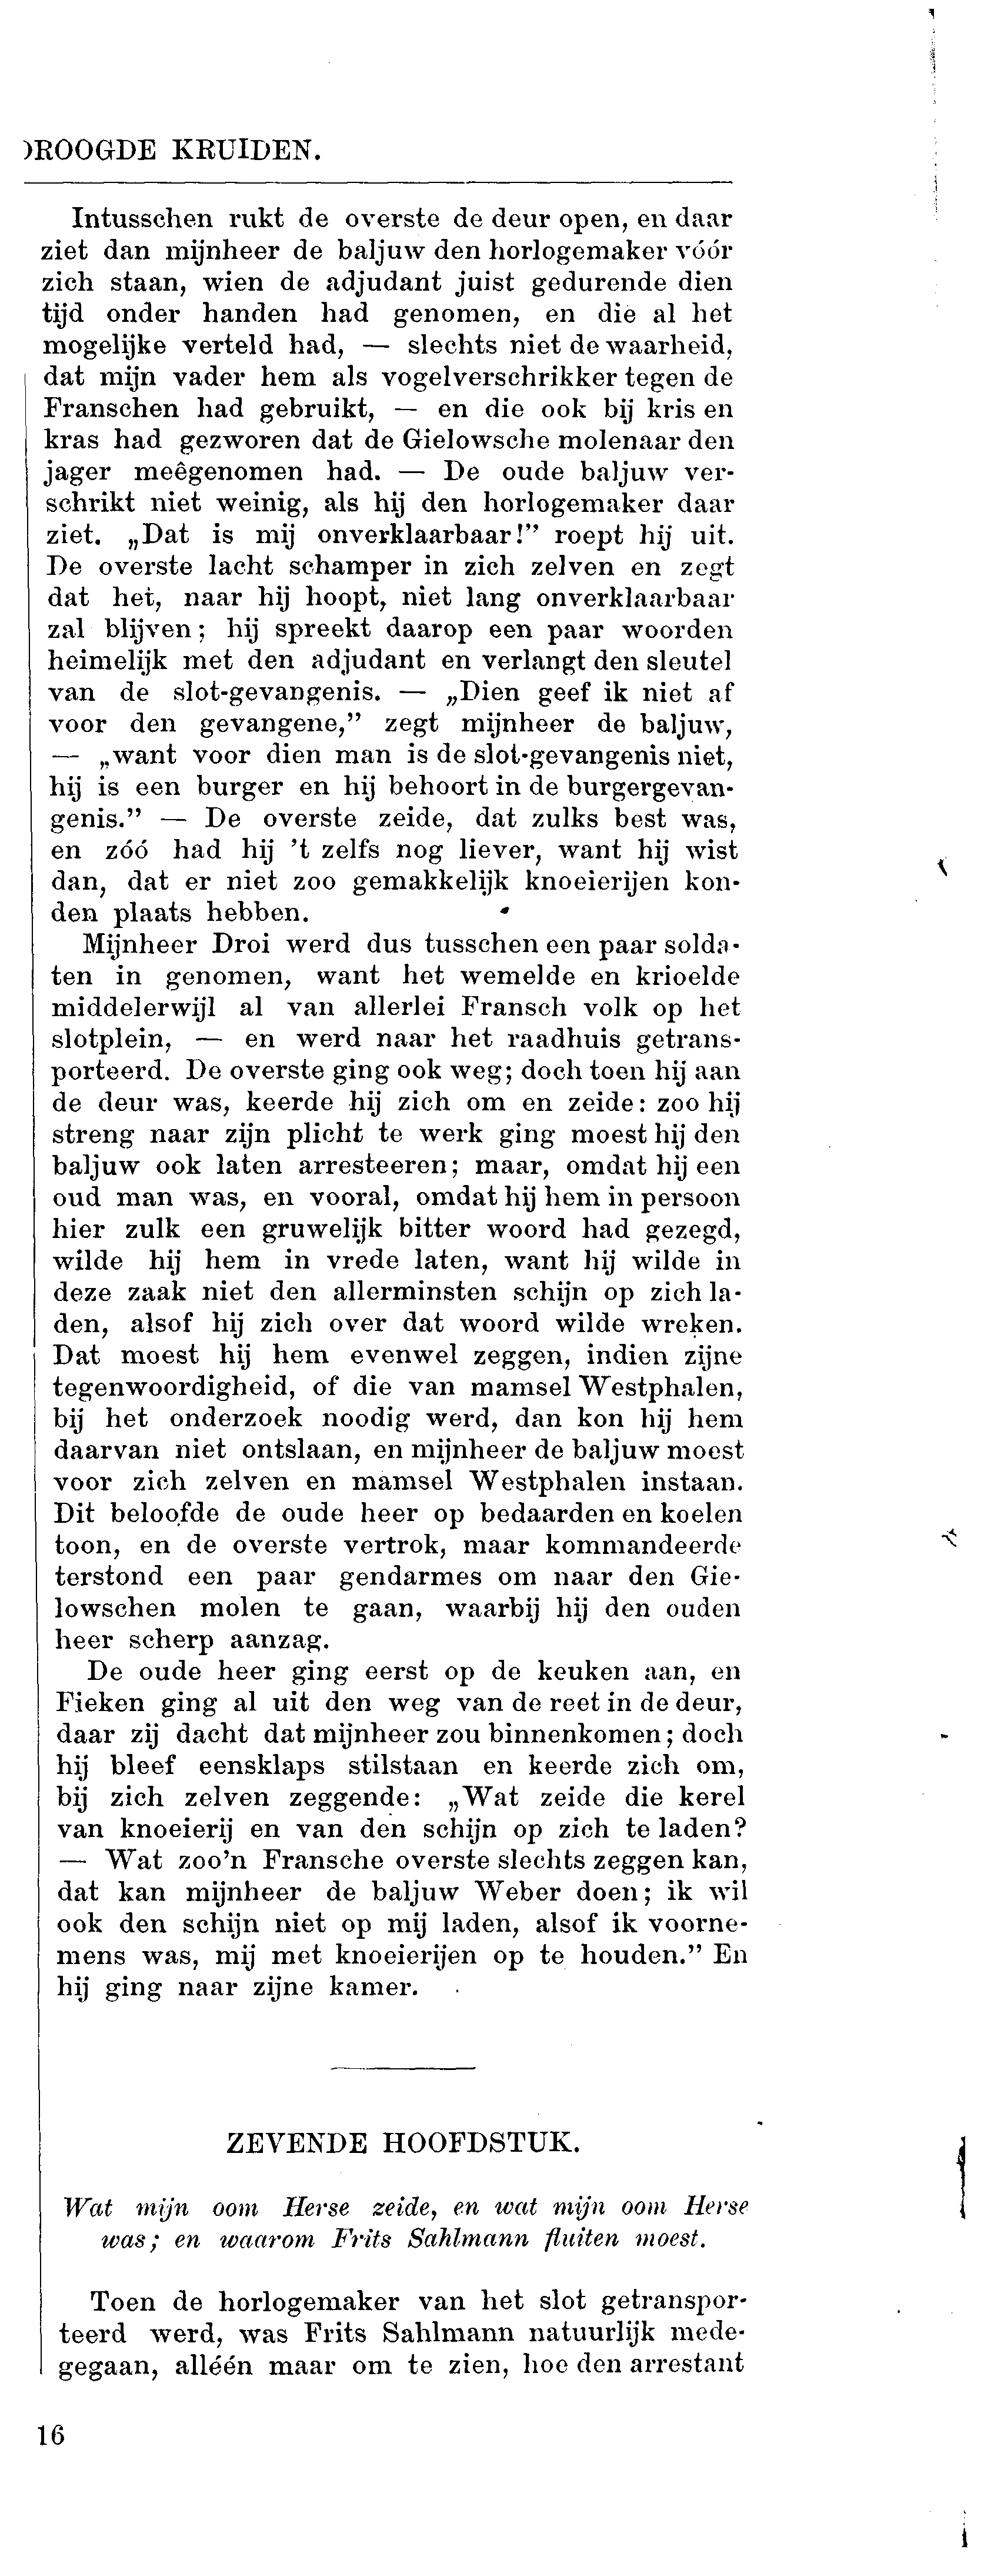 ROOGDE KRUIDEN.
Intusschen rukt de overste de deur open, en daar
ziet dan mijnheer de baljuw den horlogemaker vóór
zich staan, wien de adjudant juist gedurende dien
tijd onder handen had genomen, en die al het
mogelijke verteld had, — slechts niet de waarheid,
dat mijn vader hem als vogelverschrikker tegen de
Franschen had gebruikt, — en die ook bij kris en
kras had gezworen dat de Gielowsche molenaar den
jager meêgenomen had. — De oude baljuw ver-
schrikt niet weinig, als hij den horlogemaker daar
ziet. „Dat is mij onverklaarbaar!” roept hij uit.
De overste lacht schamper in zich zelven en zegt
dat het, naar hij hoopt, niet lang onverklaarbaar
zal blijven; hij spreekt daarop een paar woorden
heimelijk met den adjudant en verlangt den sleutel
van de slot-gevangenis. — „Dien geef ik niet af
voor den gevangene,” zegt mijnheer de baljuw,
— „want voor dien man is de slot-gevangenis niet,
hij is een burger en hij behoort in de burgergevan-
genis.” — De overste zeide, dat zulks best was,
en zóó had hij 't zelfs nog liever, want hij wist
dan, dat er niet zoo gemakkelijk knoeierijen kon-
den plaats hebben.
Mijnheer Droi werd dus tusschen een paar solda-
ten in genomen, want het wemelde en krioelde
middelerwijl al van allerlei Fransch volk op het
slotplein, — en werd naar het raadhuis getrans-
porteerd. De overste ging ook weg; doch toen hij aan
de deur was, keerde hij zich om en zeide: zoo hij
streng naar zijn plicht te werk ging moest hij den
baljuw ook laten arresteeren; maar, omdat hij een
oud man was, en vooral, omdat hij hem in persoon
hier zulk een gruwelijk bitter woord had gezegd,
wilde hij hem in vrede laten, want hij wilde in
deze zaak niet den allerminsten schijn op zich la-
den, alsof hij zich over dat woord wilde wreken.
Dat moest hij hem evenwel zeggen, indien zijne
tegenwoordigheid, of die van mamsel Westphalen,
bij het onderzoek noodig werd, dan kon hij hem
daarvan niet ontslaan, en mijnheer de baljuw moest
voor zich zelven en mamsel Westphalen instaan.
Dit beloofde de oude heer op bedaarden en koelen
toon, en de overste vertrok, maar kommandeerde
terstond een paar gendarmes om naar den Gie-
lowschen molen te gaan, waarbij hij den ouden
heer scherp aanzag.
De oude heer ging eerst op de keuken aan, en
Fieken ging al uit den weg van de reet in de deur,
daar zij dacht dat mijnheer zou binnenkomen; doch
hij bleef eensklaps stilstaan en keerde zich om,
bij zich zelven zeggende: „Wat zeide die kerel
van knoeierij en van den schijn op zich te laden?
— Wat zoo'n Fransche overste slechts zeggen kan,
dat kan mijnheer de baljuw Weber doen; ik wil
ook den schijn niet op mij laden, alsof ik voorne-
mens was, mij met knoeierijen op te houden.” En
hij ging naar zijne kamer.
ZEVENDE HOOFDSTUK.
Wat mijn oom Herse zeide, en wat mijn oom Herse
was; en waarom Frits Sahlmann fluiten moest.
Toen de horlogemaker van het slot getranspor-
teerd werd, was Frits Sahlmann natuurlijk mede-
gegaan, alléén maar om te zien, hoe den arrestant
16